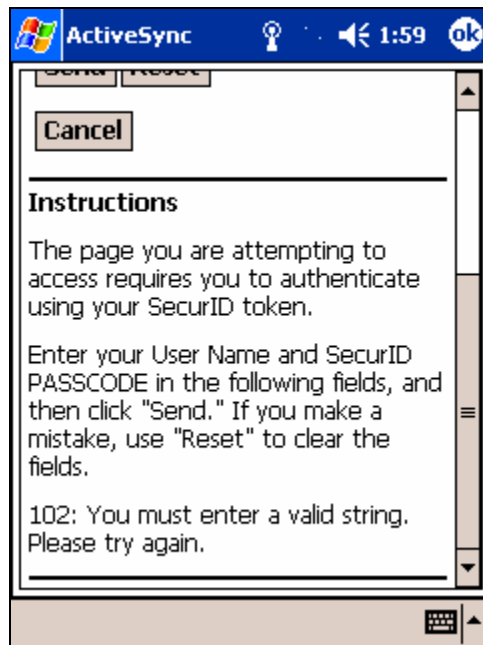 ActiveSync 1:59 ok
Send Reset
Cancel
Instructions
The page you are attempting to
access requires you to authenticate
using your SecurID token.
Enter your User Name and SecurID
PASSCODE in the following fields, and
then click "Send." If you make a
mistake, use "Reset" to clear the
fields.
102: You must enter a valid string.
Please try again.